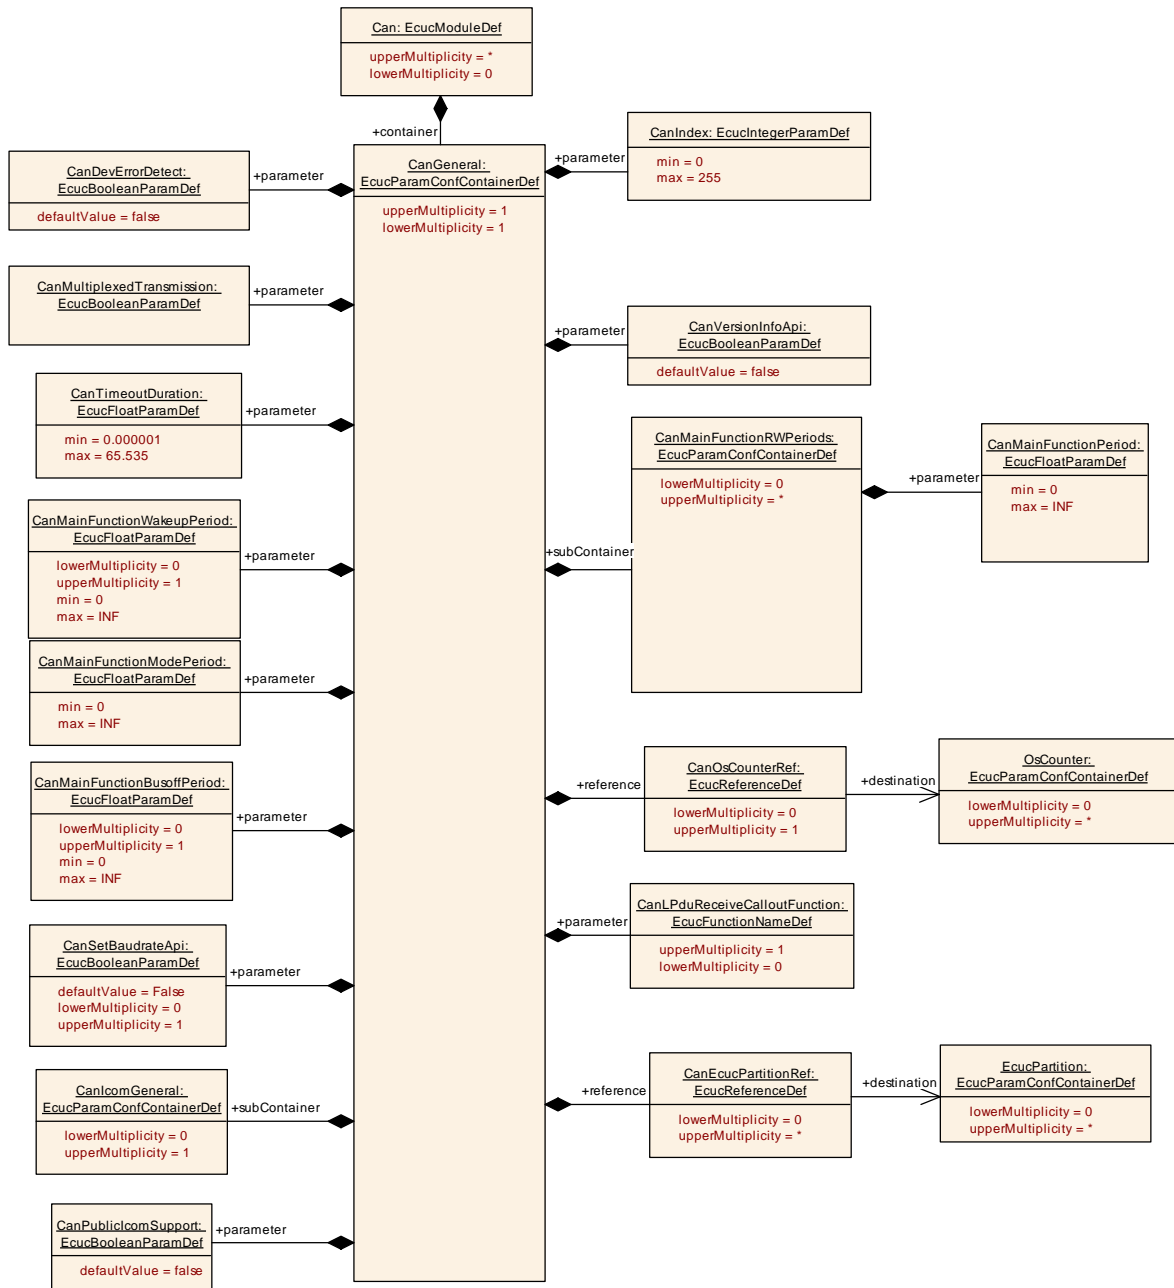 Can: EcucModuleDef
upperMultiplicity = *
lowerMultiplicity = 0
+container
CanGeneral:
EcucParamConfContainerDef
upperMultiplicity = 1
lowerMultiplicity = 1
CanDevErrorDetect:
EcucBooleanParamDef
defaultValue = false
+parameter
CanMultiplexedTransmission:
EcucBooleanParamDef
+parameter
CanTimeoutDuration:
EcucFloatParamDef
min = 0.000001
max = 65.535
+parameter
CanMainFunctionWakeupPeriod:
EcucFloatParamDef
lowerMultiplicity = 0
upperMultiplicity = 1
min = 0
max = INF
+parameter
CanMainFunctionModePeriod:
EcucFloatParamDef
min = 0
max = INF
+parameter
CanMainFunctionBusoffPeriod:
EcucFloatParamDef
lowerMultiplicity = 0
upperMultiplicity = 1
min = 0
max = INF
+parameter
CanSetBaudrateApi:
EcucBooleanParamDef
defaultValue = False
lowerMultiplicity = 0
upperMultiplicity = 1
+parameter
CanIcomGeneral:
EcucParamConfContainerDef
lowerMultiplicity = 0
upperMultiplicity = 1
+subContainer
CanPublicIcomSupport:
EcucBooleanParamDef
defaultValue = false
+parameter
+parameter
CanIndex: EcucIntegerParamDef
min = 0
max = 255
+parameter
CanVersionInfoApi:
EcucBooleanParamDef
defaultValue = false
+subContainer
CanMainFunctionRWPeriods:
EcucParamConfContainerDef
lowerMultiplicity = 0
upperMultiplicity = *
+parameter
CanMainFunctionPeriod:
EcucFloatParamDef
min = 0
max = INF
+reference
CanOsCounterRef:
EcucReferenceDef
lowerMultiplicity = 0
upperMultiplicity = 1
+destination
OsCounter:
EcucParamConfContainerDef
lowerMultiplicity = 0
upperMultiplicity = *
+parameter
CanLPduReceiveCalloutFunction:
EcucFunctionNameDef
upperMultiplicity = 1
lowerMultiplicity = 0
+reference
CanEcucPartitionRef:
EcucReferenceDef
lowerMultiplicity = 0
upperMultiplicity = *
+destination
EcucPartition:
EcucParamConfContainerDef
lowerMultiplicity = 0
upperMultiplicity = *